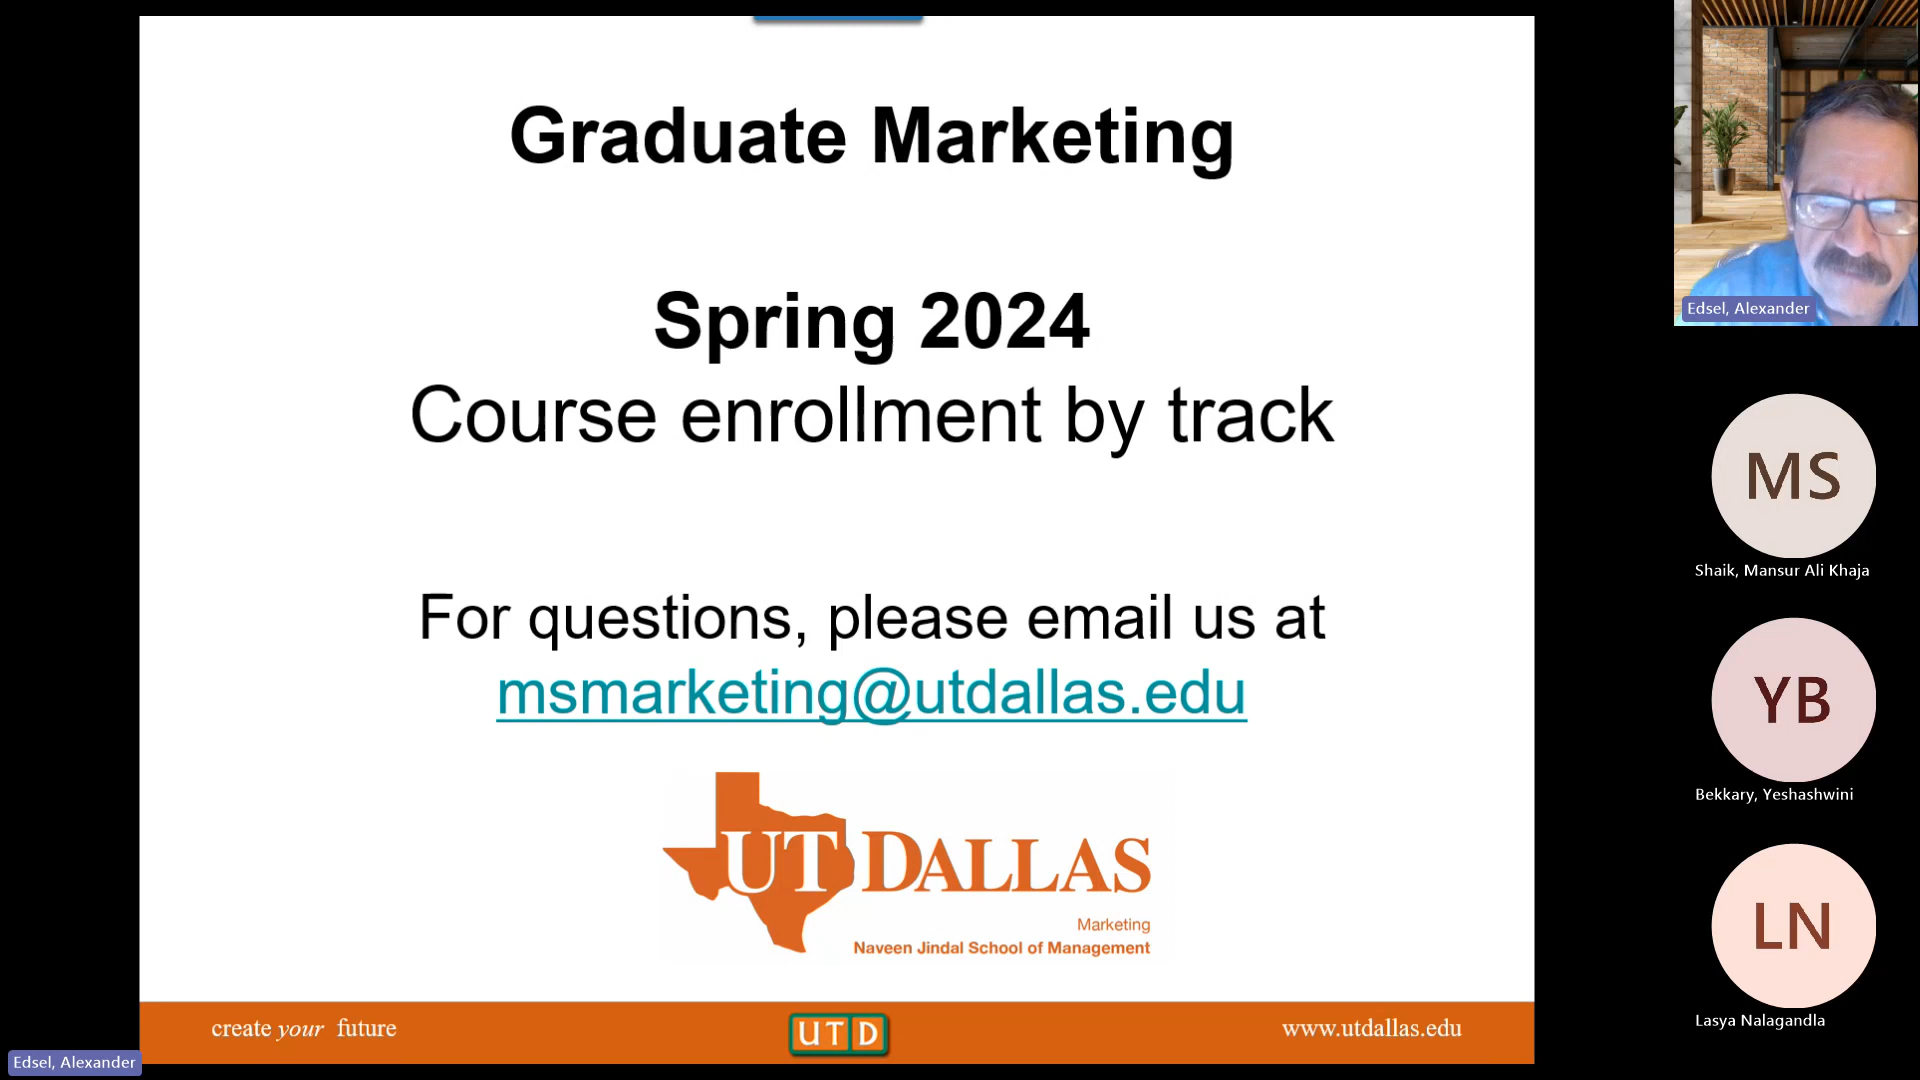 Graduate Marketing
Spring 2024
Course enrollment by track
For questions, please email us at
msmarketing@utdallas.edu
UT DALLAS
Marketing
Naveen Jindal School of Management
create your future
UTD
www.utdallas.edu
Edsel, Alexander
Edsel, Alexander
MS
Shaik, Mansur Ali Khaja
YB
Bekkary, Yeshashwini
LN
Lasya Nalagandla